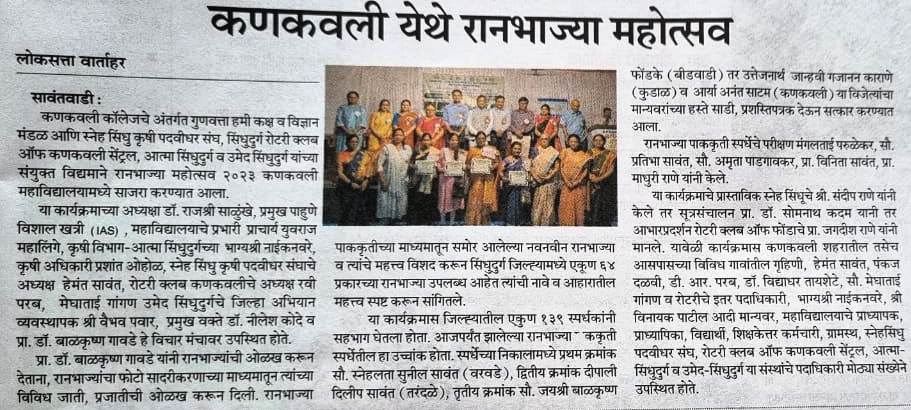 कणकवली येथे रानभाज्या महोत्सव
लोकसत्ता वार्ताहर
सावंतवाडी :
कणकवली कॉलेजचे अंतर्गत गुणवत्ता हमी कक्ष व विज्ञान
मंडळ आणि स्नेह सिंधु कृषी पदवीधर संघ, सिंधुदुर्ग रोटरी क्लब
ऑफ कणकवली सेंट्रल, आत्मा सिंधुदुर्ग व उमेद सिंधुदुर्ग यांच्या
संयुक्त विद्यमाने रानभाज्या महोत्सव २०२३ कणकवली
महाविद्यालयामध्ये साजरा करण्यात आला.
या कार्यक्रमाच्या अध्यक्षा डॉ. राजश्री साळुंखे, प्रमुख पाहुणे
विशाल खत्री (IAS) , महाविद्यालयाचे प्रभारी प्राचार्य युवराज
महालिंगे, कृषी विभाग-आत्मा सिंधुदुर्गच्या भाग्यश्री नाईकनवरे,
कृषी अधिकारी प्रशांत ओहोळ, स्नेह सिंधु कृषी पदवीधर संघाचे
अध्यक्ष हेमंत सावंत, रोटरी क्लब कणकवलीचे अध्यक्ष रवी
परब, मेघाताई गांगण उमेद सिंधुदुर्गचे जिल्हा अभियान
व्यवस्थापक श्री वैभव पवार, प्रमुख वक्ते डॉ. नीलेश कोदे व
प्रा. डॉ. बाळकृष्ण गावडे हे विचार मंचावर उपस्थित होते.
प्रा. डॉ. बाळकृष्ण गावडे यांनी रानभाज्यांची ओळख करून
देताना, रानभाज्यांचा फोटो सादरीकरणाच्या माध्यमातून त्यांच्या
विविध जाती, प्रजातीची ओळख करून दिली. रानभाज्या
पाककृतीच्या माध्यमातून समोर आलेल्या नवनवीन रानभाज्या
व त्यांचे महत्त्व विशद करून सिंधुदुर्ग जिल्ह्यामध्ये एकूण ६४
प्रकारच्या रानभाज्या उपलब्ध आहेत त्यांची नावे व आहारातील
महत्त्व स्पष्ट करून सांगितले.
या कार्यक्रमास जिल्ह्यातील एकुण १३९ स्पर्धकांनी
सहभाग घेतला होता. आजपर्यंत झालेल्या रानभाज्या ककृती
स्पर्धेतील हा उच्चांक होता. स्पर्धेच्या निकालामध्ये प्रथम क्रमांक
सौ. स्नेहलता सुनील सावंत (वरवडे), द्वितीय क्रमांक दीपाली
दिलीप सावंत (तरंदळे), तृतीय क्रमांक सौ. जयश्री बाळकृष्ण
फोंडके (बीडवाडी) तर उत्तेजनार्थ जान्हवी गजानन काराणे
(कुडाळ) व आर्या अनंत साटम (कणकवली) या विजेत्यांचा
मान्यवरांच्या हस्ते साडी, प्रशस्तिपत्रक देऊन सत्कार करण्यात
आला.
रानभाज्या पाककृती स्पर्धेचे परीक्षण मंगलताई परुळेकर, सौ.
प्रतिभा सावंत, सौ. अमृता पांडगावकर, प्रा. विनिता सावंत, प्रा.
माधुरी राणे यांनी केले.
या कार्यक्रमाचे प्रास्ताविक स्नेह सिंधूचे श्री. संदीप राणे यांनी
केले तर सूत्रसंचालन प्रा. डॉ. सोमनाथ कदम यांनी तर
आभारप्रदर्शन रोटरी क्लब ऑफ फोंडाचे प्रा. जगदीश राणे यांनी
मानले. यावेळी कार्यक्रमास कणकवली शहरातील तसेच
आसपासच्या विविध गावांतील गृहिणी, हेमंत सावंत, पंकज
दळवी, डी. आर. परब, डॉ. विद्याधर तायशेटे, सौ. मेघाताई
गांगण व रोटरीचे इतर पदाधिकारी, भाग्यश्री नाईकनवरे, श्री
विनायक पाटील आदी मान्यवर, महाविद्यालयाचे प्राध्यापक,
प्राध्यापिका, विद्यार्थी, शिक्षकेत्तर कर्मचारी, ग्रामस्थ, स्नेहसिंधु
पदवीधर संघ, रोटरी क्लब ऑफ कणकवली सेंट्रल, आत्मा-
सिंधुदुर्ग व उमेद-सिंधुदुर्ग या संस्थांचे पदाधिकारी मोठ्या संख्येने
उपस्थित होते.